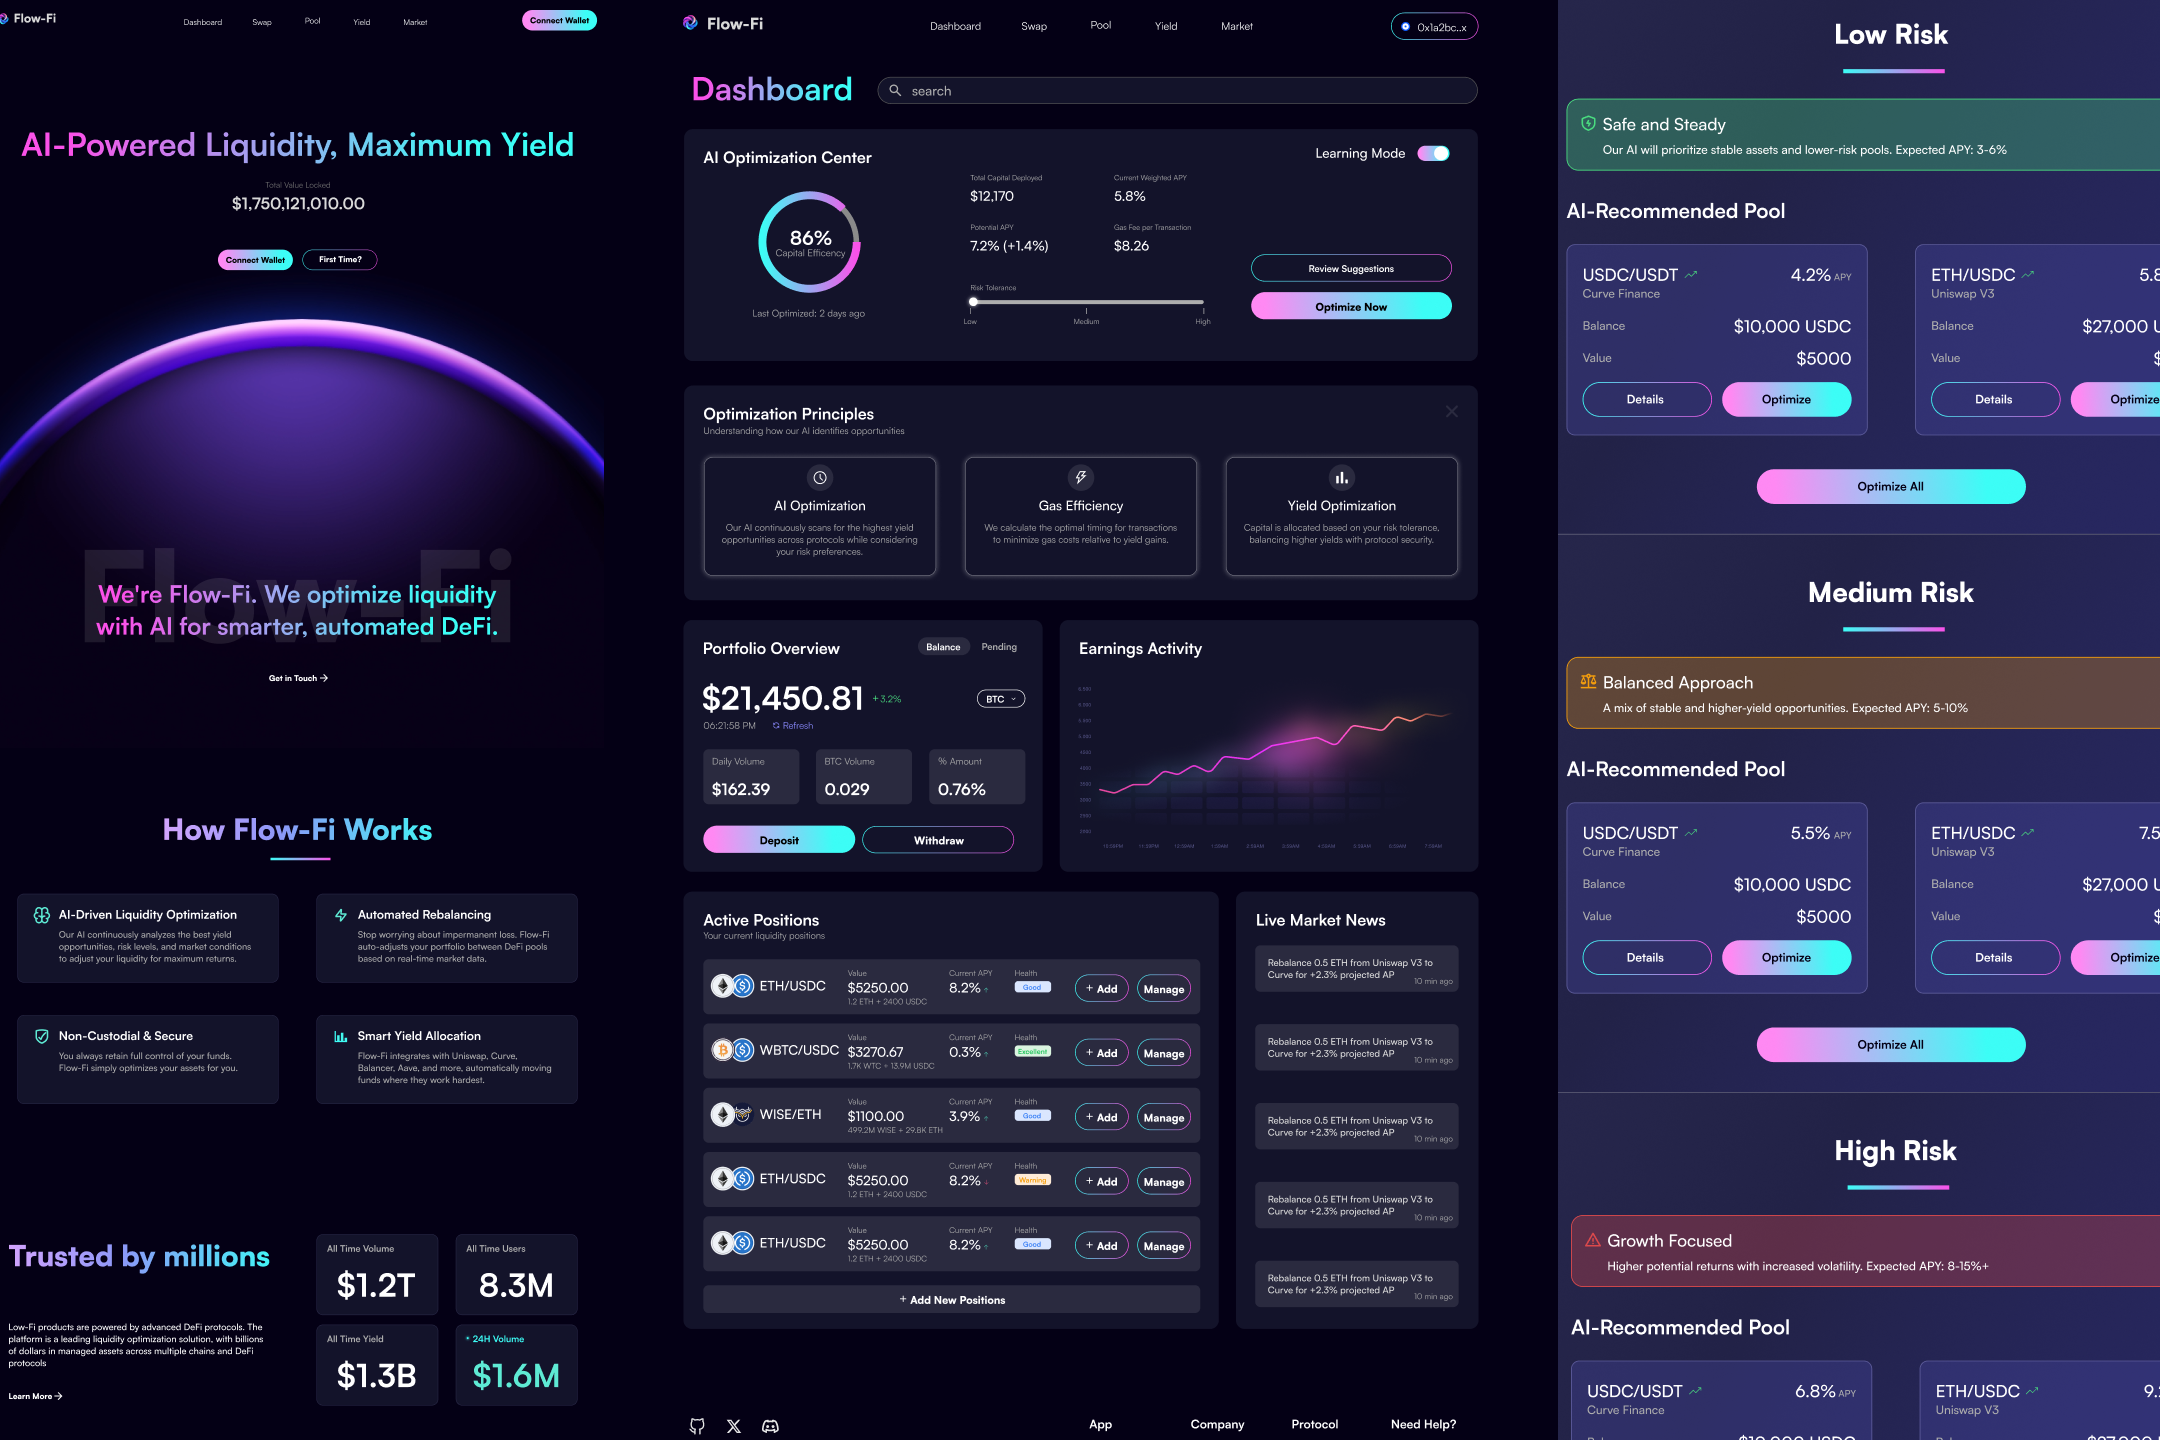 Flow-Fi
Dashboard
Swap
Pool
Yield
Market
Connect Wallet
AI-Powered Liquidity, Maximum Yield
Total Value Locked
$1,750,121,010.00
Connect Wallet
First Time?
Flow-Fi
We're Flow-Fi. We optimize liquidity
with AI for smarter, automated DeFi.
Get in Touch
How Flow-Fi Works
AI-Driven Liquidity Optimization
Our AI continuously analyzes the best yield
opportunities, risk levels, and market conditions
to adjust your liquidity for maximum returns.
Automated Rebalancing
Stop worrying about impermanent loss. Flow-Fi
auto-adjusts your portfolio between DeFi pools
based on real-time market data.
Non-Custodial & Secure
You always retain full control of your funds.
Flow-Fi simply optimizes your assets for you.
Smart Yield Allocation
Flow-Fi integrates with Uniswap, Curve,
Balancer, Aave, and more, automatically moving
funds where they work hardest.
Trusted by millions
Low-Fi products are powered by advanced DeFi protocols. The
platform is a leading liquidity optimization solution, with billions
of dollars in managed assets across multiple chains and DeFi
protocols
Learn More
All Time Volume
$1.2T
All Time Users
8.3M
All Time Yield
$1.3B
24H Volume
$1.6M
Flow-Fi
Dashboard
Swap
Pool
Yield
Market
0x1a2bc..x
Dashboard
search
AI Optimization Center
Learning Mode
86%
Capital Efficency
Last Optimized: 2 days ago
Total Capital Deployed
$12,170
Current Weighted APY
5.8%
Potential APY
7.2% (+1.4%)
Gas Fee per Transaction
$8.26
Risk Tolerance
Low
Medium
High
Review Suggestions
Optimize Now
Optimization Principles
Understanding how our AI identifies opportunities
AI Optimization
Our AI continuously scans for the highest yield
opportunities across protocols while considering
your risk preferences.
Gas Efficiency
We calculate the optimal timing for transactions
to minimize gas costs relative to yield gains.
Yield Optimization
Capital is allocated based on your risk tolerance,
balancing higher yields with protocol security.
Portfolio Overview
Balance
Pending
$21,450.81
+3.2%
BTC
06:21:58 PM
Refresh
Daily Volume
$162.39
BTC Volume
0.029
% Amount
0.76%
Deposit
Withdraw
Earnings Activity
Active Positions
Your current liquidity positions
ETH/USDC
Value
$5250.00
1.2 ETH + 2400 USDC
Current APY
8.2%
Health
Good
+ Add
Manage
WBTC/USDC
Value
$3270.67
1.7K WTC + 13.9M USDC
Current APY
0.3%
Health
Excellent
+ Add
Manage
WISE/ETH
Value
$1100.00
499.2M WISE + 29.8K ETH
Current APY
3.9%
Health
Good
+ Add
Manage
ETH/USDC
Value
$5250.00
1.2 ETH + 2400 USDC
Current APY
8.2%
Health
Warning
+ Add
Manage
ETH/USDC
Value
$5250.00
1.2 ETH + 2400 USDC
Current APY
8.2%
Health
Good
+ Add
Manage
+ Add New Positions
Live Market News
Rebalance 0.5 ETH from Uniswap V3 to
Curve for +2.3% projected AP
10 min ago
Rebalance 0.5 ETH from Uniswap V3 to
Curve for +2.3% projected AP
10 min ago
Rebalance 0.5 ETH from Uniswap V3 to
Curve for +2.3% projected AP
10 min ago
Rebalance 0.5 ETH from Uniswap V3 to
Curve for +2.3% projected AP
10 min ago
Rebalance 0.5 ETH from Uniswap V3 to
Curve for +2.3% projected AP
10 min ago
App
Company
Protocol
Need Help?
Low Risk
Safe and Steady
Our AI will prioritize stable assets and lower-risk pools. Expected APY: 3-6%
AI-Recommended Pool
USDC/USDT
4.2% APY
Curve Finance
Balance
$10,000 USDC
Value
$5000
Details
Optimize
ETH/USDC
5.8
Uniswap V3
Balance
$27,000 U
Value
$
Details
Optimize
Optimize All
Medium Risk
Balanced Approach
A mix of stable and higher-yield opportunities. Expected APY: 5-10%
AI-Recommended Pool
USDC/USDT
5.5% APY
Curve Finance
Balance
$10,000 USDC
Value
$5000
Details
Optimize
ETH/USDC
7.5
Uniswap V3
Balance
$27,000 U
Value
$
Details
Optimize
Optimize All
High Risk
Growth Focused
Higher potential returns with increased volatility. Expected APY: 8-15%+
AI-Recommended Pool
USDC/USDT
6.8% APY
Curve Finance
ETH/USDC
9.
Uniswap V3